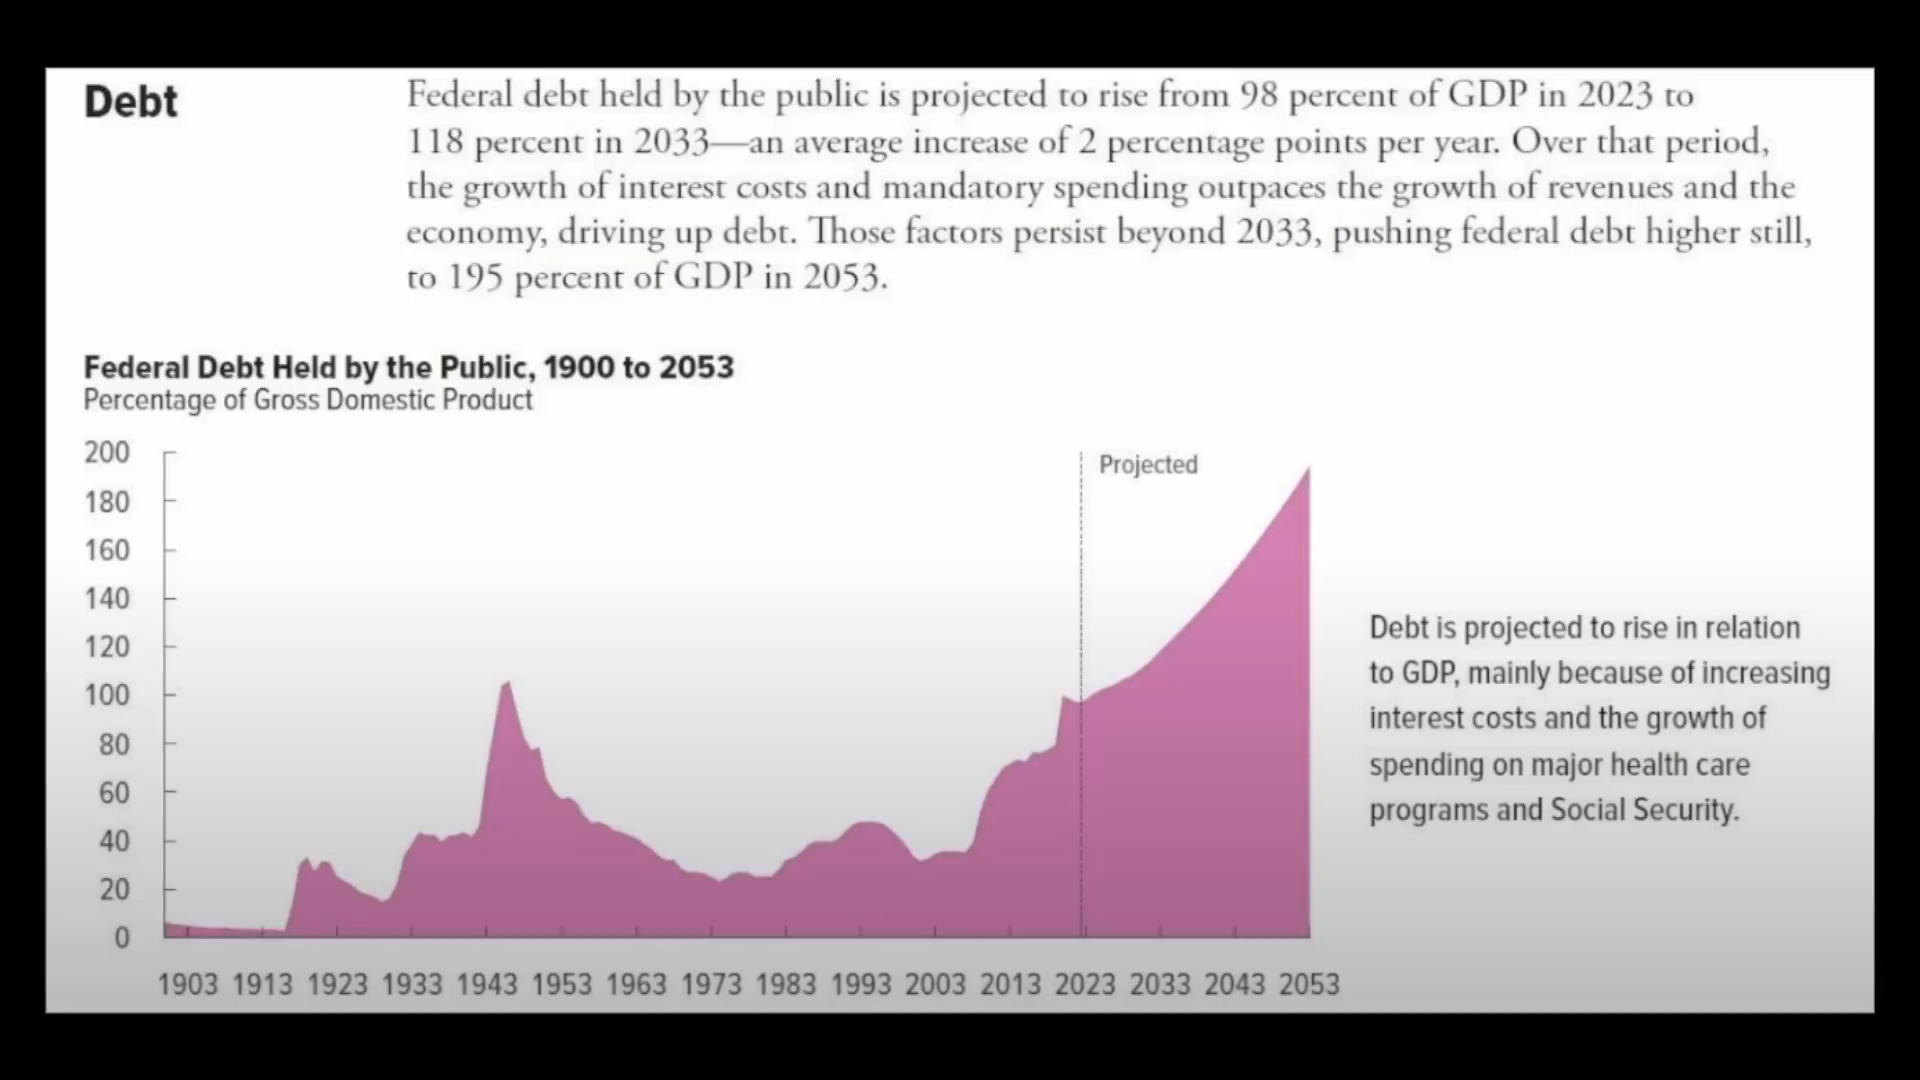 Debt
Federal debt held by the public is projected to rise from 98 percent of GDP in 2023 to
118 percent in 2033—an average increase of 2 percentage points per year. Over that period,
the growth of interest costs and mandatory spending outpaces the growth of revenues and the
economy, driving up debt. Those factors persist beyond 2033, pushing federal debt higher still,
to 195 percent of GDP in 2053.
Federal Debt Held by the Public, 1900 to 2053
Percentage of Gross Domestic Product
200
180
160
140
120
100
80
60
40
20
0
Projected
1903 1913 1923 1933 1943 1953 1963 1973 1983 1993 2003 2013 2023 2033 2043 2053
Debt is projected to rise in relation
to GDP, mainly because of increasing
interest costs and the growth of
spending on major health care
programs and Social Security.